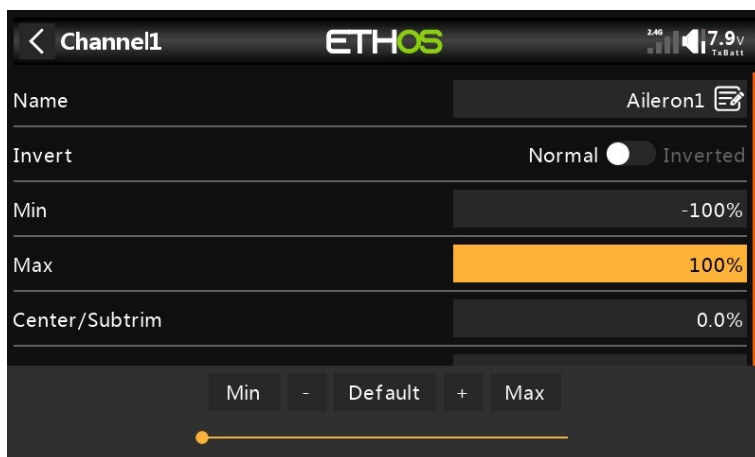 < Channel1 ETHOS 2.4G 7.9V TxBatt
Name Aileron1
Invert Normal Inverted
Min -100%
Max 100%
Center/Subtrim 0.0%
Min - Default + Max